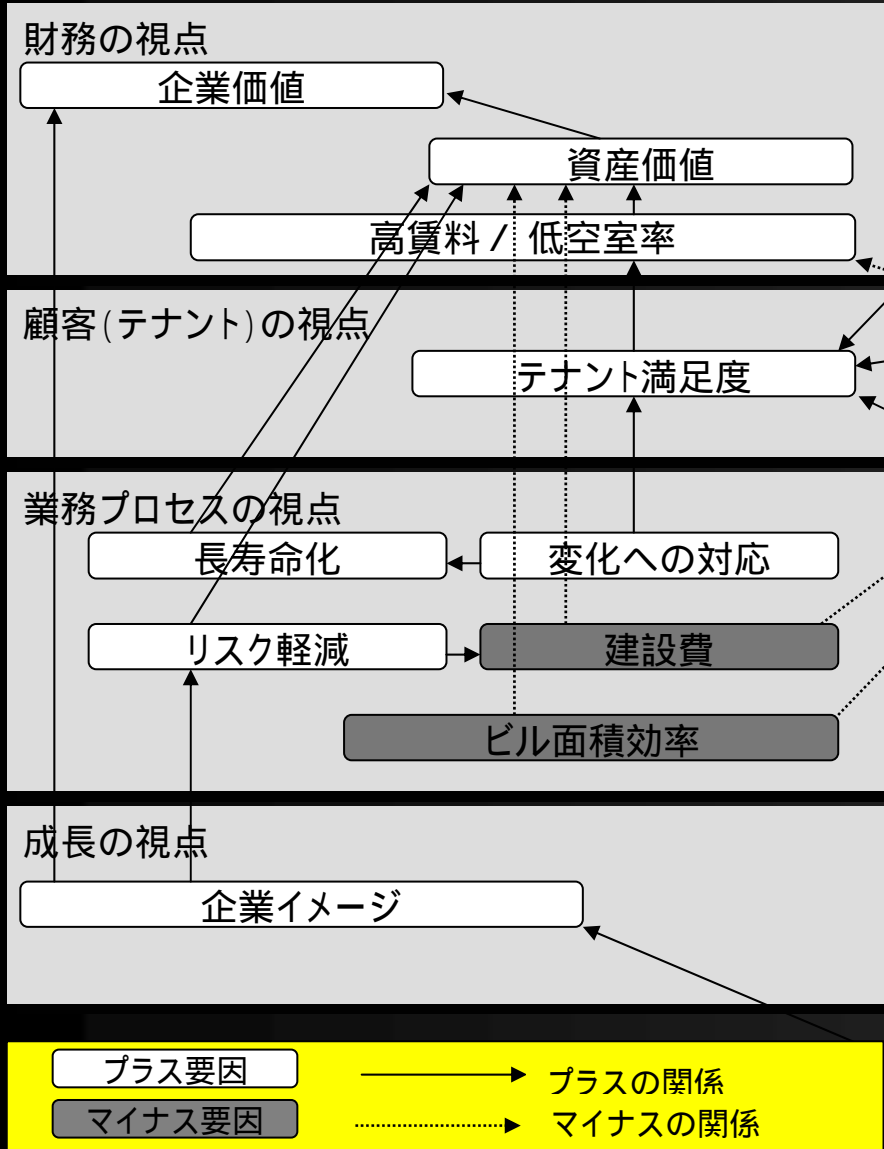 財務の視点
企業価値
資産価値
高賃料 / 低空室率
顧客(テナント)の視点
テナント満足度
業務プロセスの視点
長寿命化
変化への対応
リスク軽減
建設費
ビル面積効率
成長の視点
企業イメージ
プラス要因
プラスの関係
マイナス要因
マイナスの関係